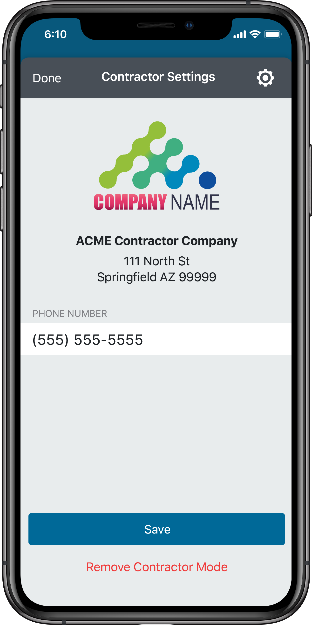 6:10
Done Contractor Settings
COMPANY NAME
ACME Contractor Company
111 North St
Springfield AZ 99999
PHONE NUMBER
(555) 555-5555
Save
Remove Contractor Mode